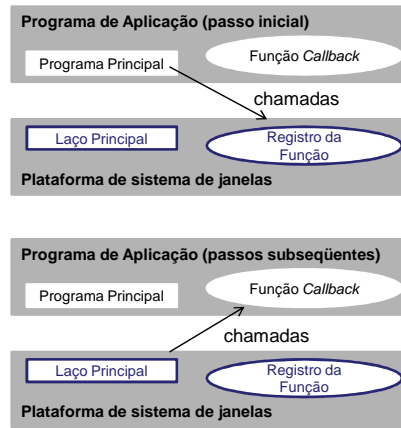 Programa de Aplicação (passo inicial)
Programa Principal
Função Callback
chamadas
Laço Principal
Registro da
Função
Plataforma de sistema de janelas
Programa de Aplicação (passos subseqüentes)
Programa Principal
Função Callback
chamadas
Laço Principal
Registro da
Função
Plataforma de sistema de janelas